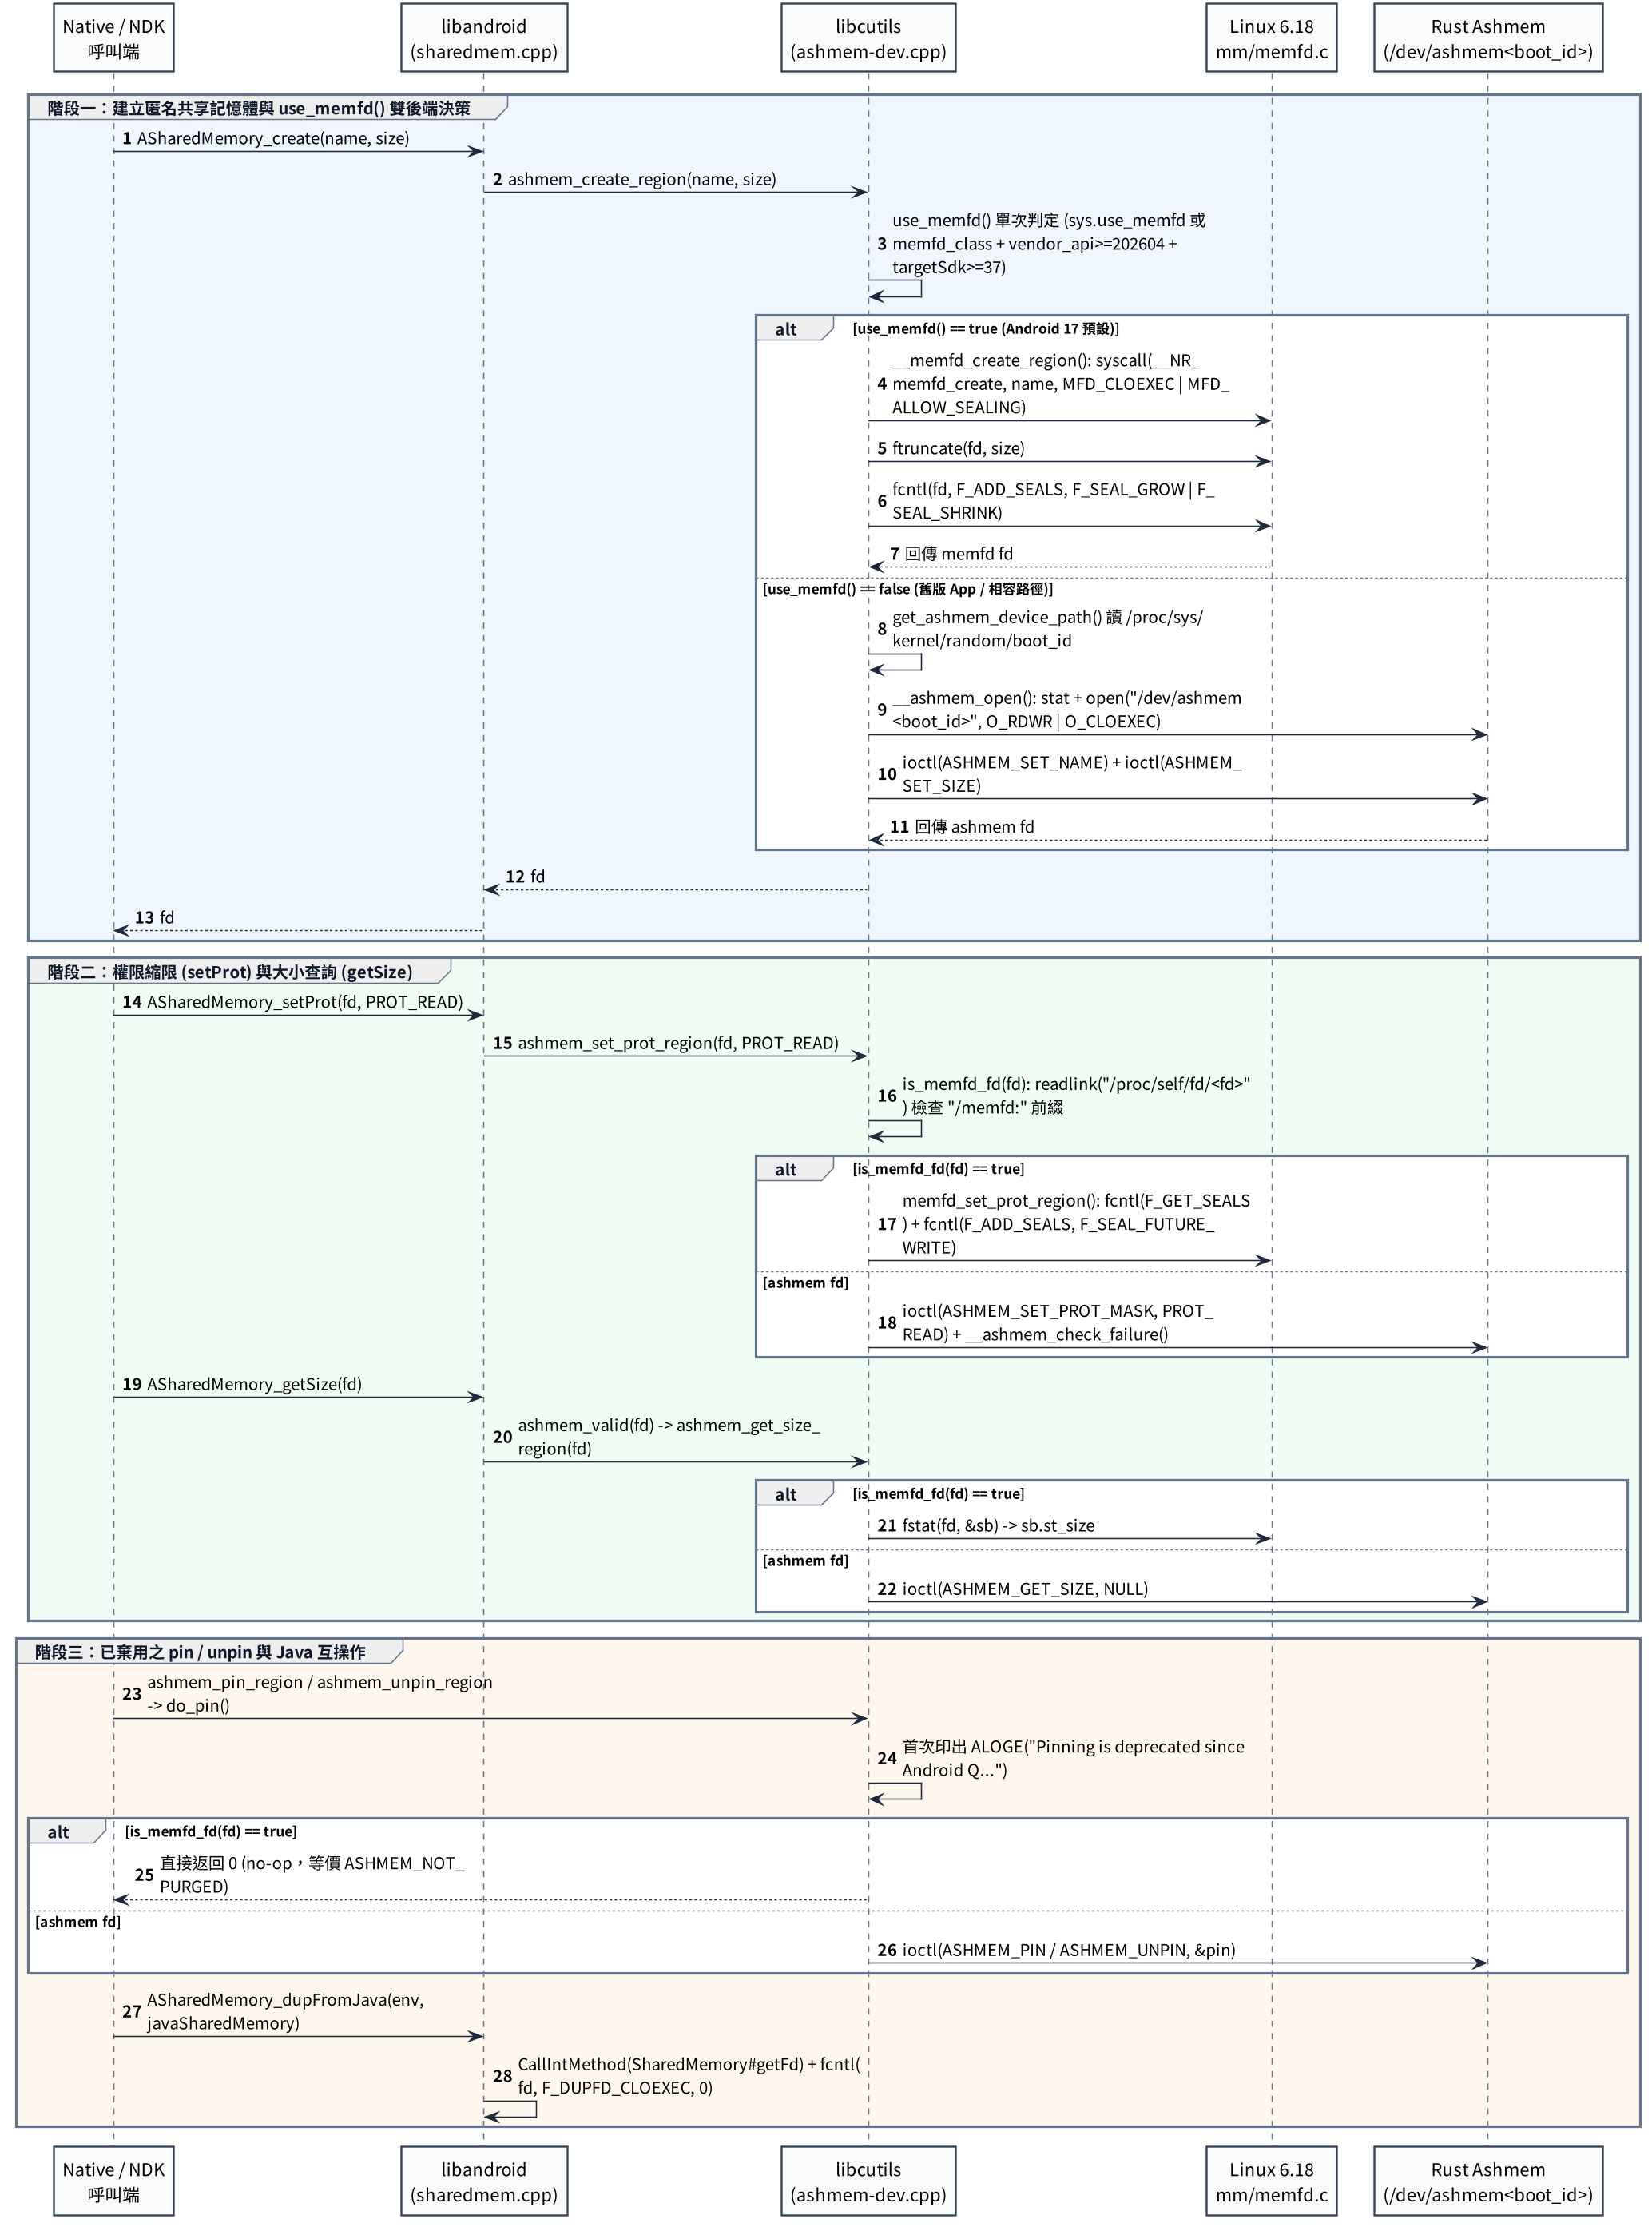 Native / NDK
呼叫端
libandroid
(sharedmem.cpp)
libcutils
(ashmem-dev.cpp)
Linux 6.18
mm/memfd.c
Rust Ashmem
(/dev/ashmem<boot_id>)
階段一：建立匿名共享記憶體與 use_memfd() 雙後端決策
1 ASharedMemory_create(name, size)
2 ashmem_create_region(name, size)
use_memfd() 單次判定 (sys.use_memfd 或
3 memfd_class + vendor_api>=202604 +
targetSdk>=37)
alt [use_memfd() == true (Android 17 預設)]
__memfd_create_region(): syscall(__NR_
4 memfd_create, name, MFD_CLOEXEC | MFD_
ALLOW_SEALING)
5 ftruncate(fd, size)
6 fcntl(fd, F_ADD_SEALS, F_SEAL_GROW | F_
SEAL_SHRINK)
7 回傳 memfd fd
[use_memfd() == false (舊版 App / 相容路徑)]
8 get_ashmem_device_path() 讀 /proc/sys/
kernel/random/boot_id
9 __ashmem_open(): stat + open("/dev/ashmem
<boot_id>", O_RDWR | O_CLOEXEC)
10 ioctl(ASHMEM_SET_NAME) + ioctl(ASHMEM_
SET_SIZE)
11 回傳 ashmem fd
12 fd
13 fd
階段二：權限縮限 (setProt) 與大小查詢 (getSize)
14 ASharedMemory_setProt(fd, PROT_READ)
15 ashmem_set_prot_region(fd, PROT_READ)
16 is_memfd_fd(fd): readlink("/proc/self/fd/<fd>"
) 檢查 "/memfd:" 前綴
alt [is_memfd_fd(fd) == true]
memfd_set_prot_region(): fcntl(F_GET_SEALS
17 ) + fcntl(F_ADD_SEALS, F_SEAL_FUTURE_
WRITE)
[ashmem fd]
18 ioctl(ASHMEM_SET_PROT_MASK, PROT_
READ) + __ashmem_check_failure()
19 ASharedMemory_getSize(fd)
20 ashmem_valid(fd) -> ashmem_get_size_
region(fd)
alt [is_memfd_fd(fd) == true]
21 fstat(fd, &sb) -> sb.st_size
[ashmem fd]
22 ioctl(ASHMEM_GET_SIZE, NULL)
階段三：已棄用之 pin / unpin 與 Java 互操作
23 ashmem_pin_region / ashmem_unpin_region
-> do_pin()
24 首次印出 ALOGE("Pinning is deprecated since
Android Q...")
alt [is_memfd_fd(fd) == true]
25 直接返回 0 (no-op，等價 ASHMEM_NOT_
PURGED)
[ashmem fd]
26 ioctl(ASHMEM_PIN / ASHMEM_UNPIN, &pin)
27 ASharedMemory_dupFromJava(env,
javaSharedMemory)
28 CallIntMethod(SharedMemory#getFd) + fcntl(
fd, F_DUPFD_CLOEXEC, 0)
Native / NDK
呼叫端
libandroid
(sharedmem.cpp)
libcutils
(ashmem-dev.cpp)
Linux 6.18
mm/memfd.c
Rust Ashmem
(/dev/ashmem<boot_id>)